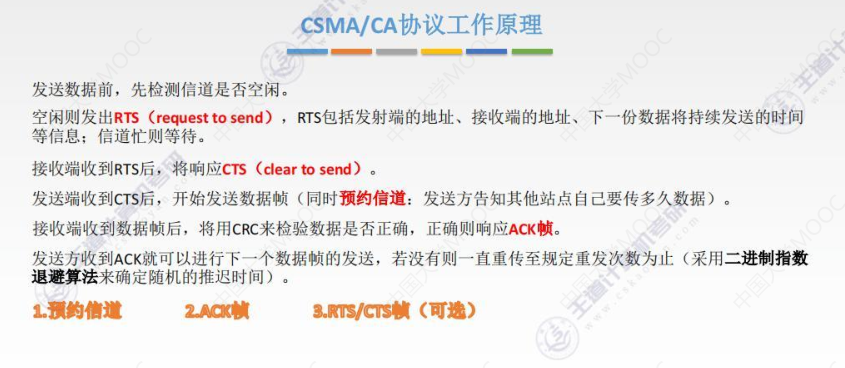 CSMA/CA协议工作原理
发送数据前，先检测信道是否空闲。
空闲则发出RTS（request to send），RTS包括发射端的地址、接收端的地址、下一份数据将持续发送的时间
等信息；信道忙则等待。
接收端收到RTS后，将响应CTS（clear to send）。
发送端收到CTS后，开始发送数据帧（同时预约信道：发送方告知其他站点自己要传多久数据）。
接收端收到数据帧后，将用CRC来检验数据是否正确，正确则响应ACK帧。
发送方收到ACK就可以进行下一个数据帧的发送，若没有则一直重传至规定重发次数为止（采用二进制指数
退避算法来确定随机的推迟时间）。
1.预约信道 2.ACK帧 3.RTS/CTS帧（可选）